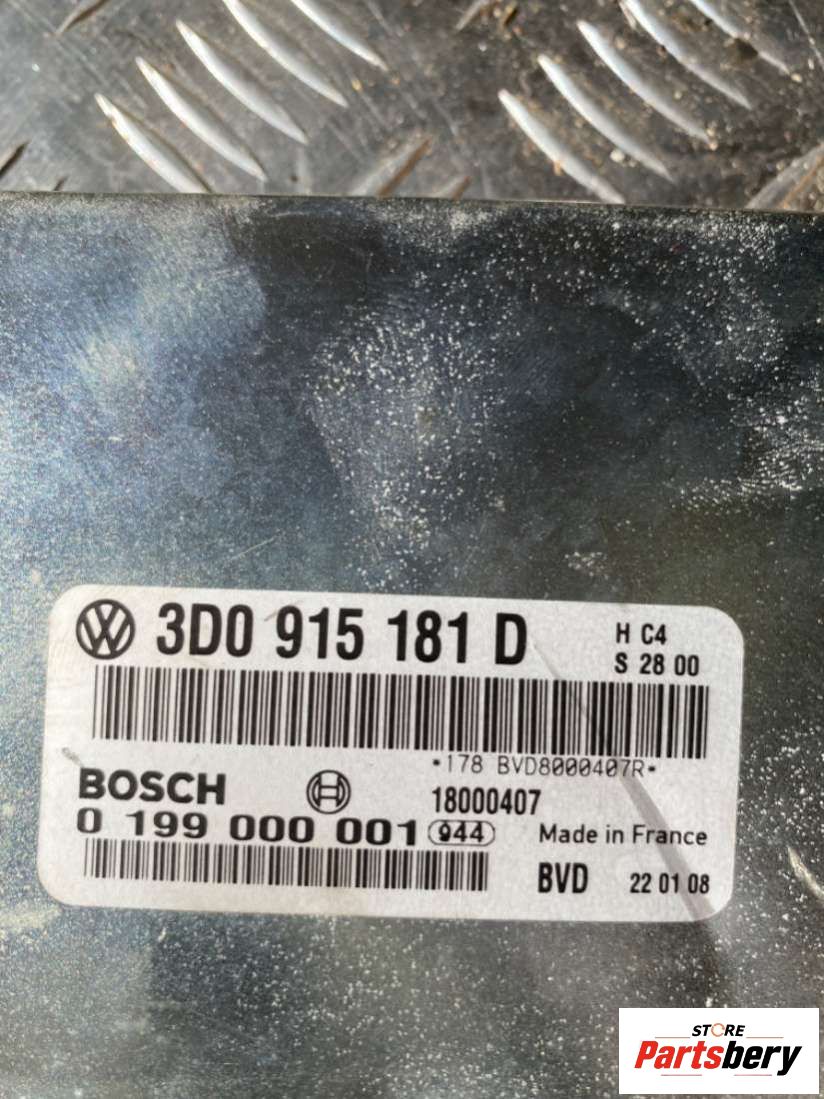 3D0 915 181 D
H C4
S 28 00
*178 BVD8000407R*
BOSCH
18000407
0 199 000 001 944
Made in France
BVD 22 01 08
STORE
Partsbery